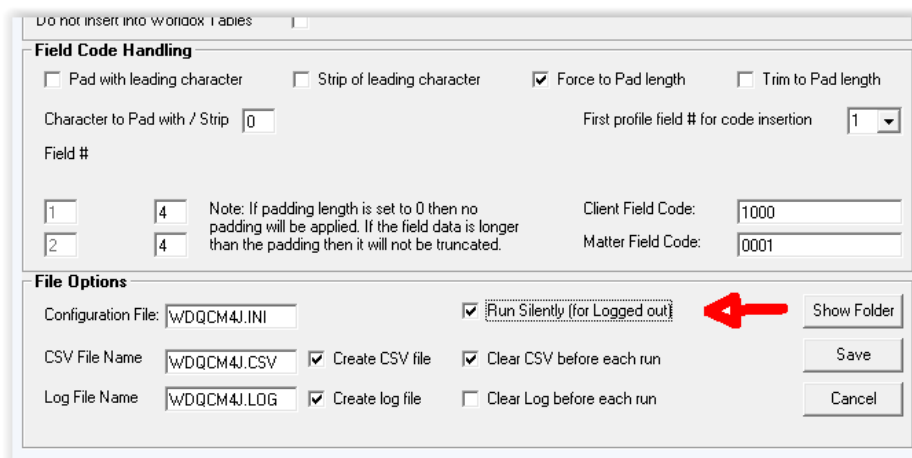 Do not insert into Worldox Tables
Field Code Handling
Pad with leading character Strip of leading character Force to Pad length Trim to Pad length
Character to Pad with / Strip 0 First profile field # for code insertion 1
Field #
1 4 Note: If padding length is set to 0 then no Client Field Code: 1000
padding will be applied. If the field data is longer
2 4 than the padding then it will not be truncated. Matter Field Code: 0001
File Options
Configuration File: WDQCM4J.INI Run Silently (for Logged out) Show Folder
CSV File Name WDQCM4J.CSV Create CSV file Clear CSV before each run Save
Log File Name WDQCM4J.LOG Create log file Clear Log before each run Cancel